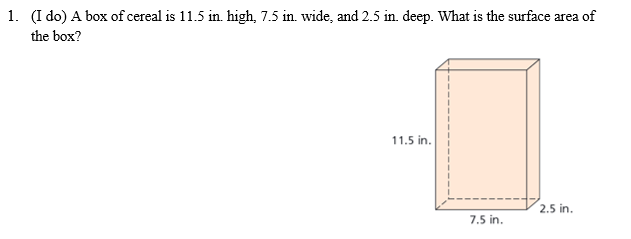 1. (I do) A box of cereal is 11.5 in. high, 7.5 in. wide, and 2.5 in. deep. What is the surface area of
the box?
11.5 in.
2.5 in.
7.5 in.